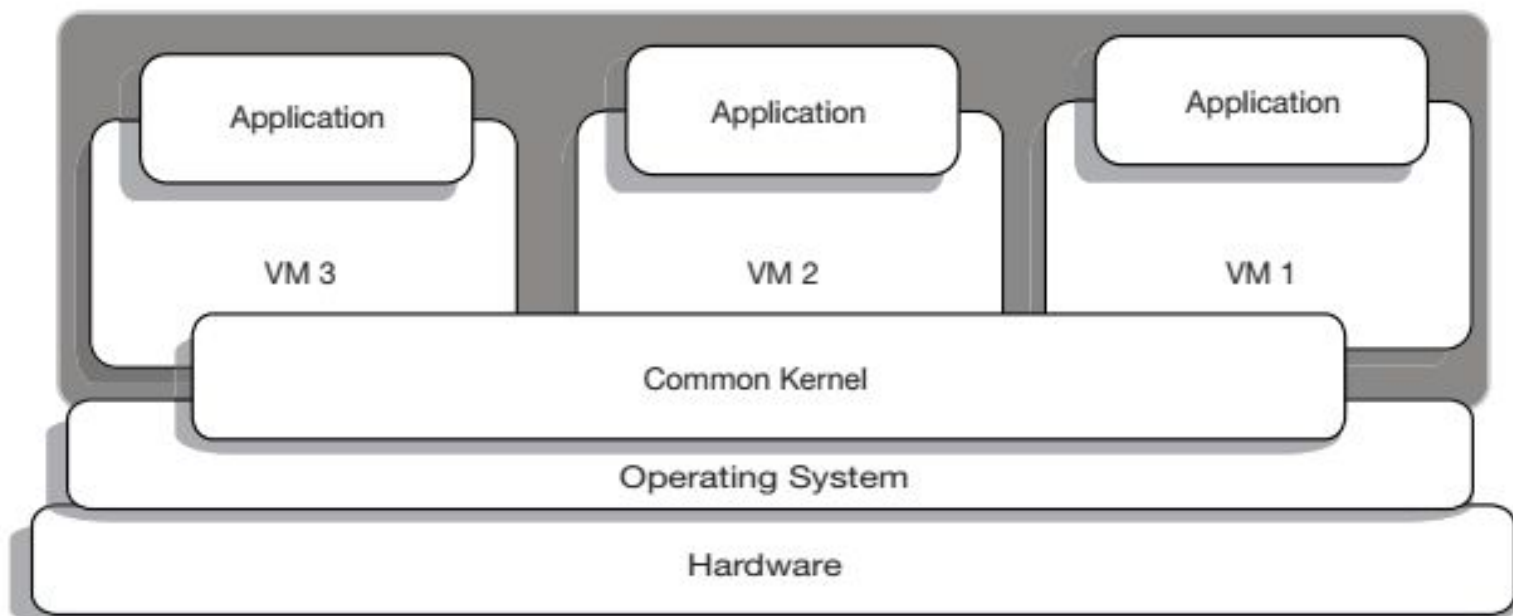 Application
Application
Application
VM 3
VM 2
VM 1
Common Kernel
Operating System
Hardware